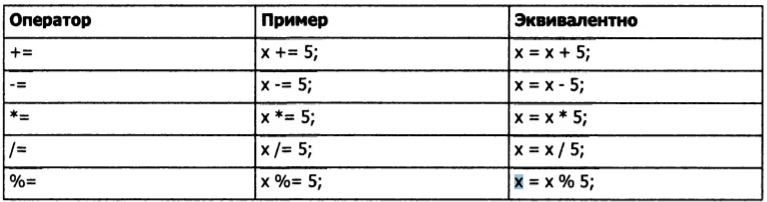 Оператор Пример Эквивалентно
+= x += 5; x = x + 5;
-= x -= 5; x = x - 5;
*= x *= 5; x = x * 5;
/= x /= 5; x = x / 5;
%= x %= 5; x = x % 5;